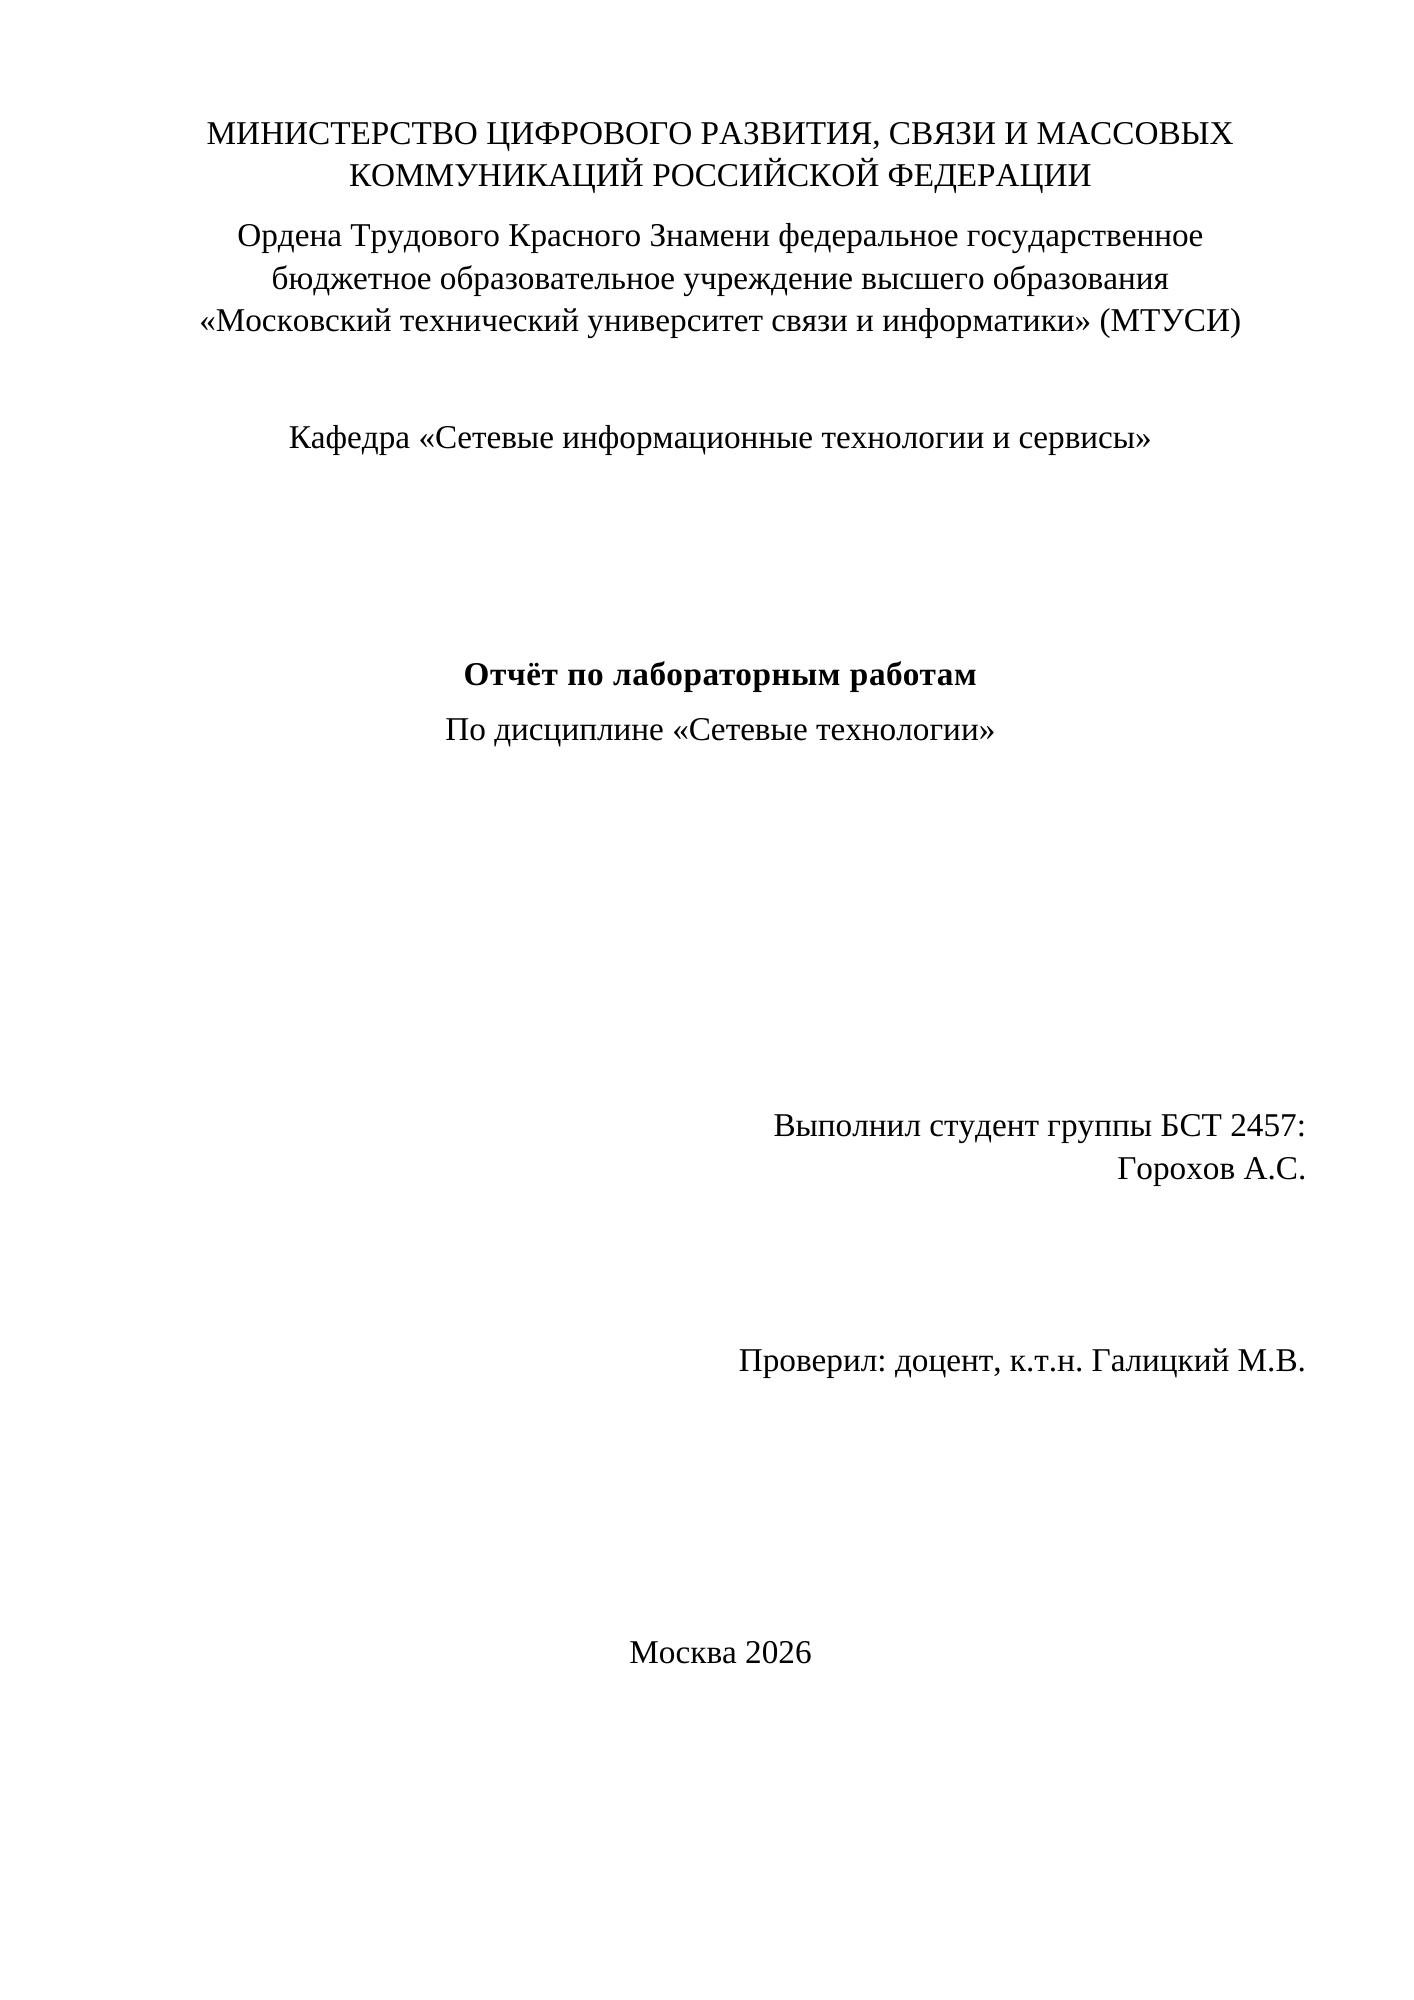 МИНИСТЕРСТВО ЦИФРОВОГО РАЗВИТИЯ, СВЯЗИ И МАССОВЫХ
КОММУНИКАЦИЙ РОССИЙСКОЙ ФЕДЕРАЦИИ
Ордена Трудового Красного Знамени федеральное государственное
бюджетное образовательное учреждение высшего образования
«Московский технический университет связи и информатики» (МТУСИ)
Кафедра «Сетевые информационные технологии и сервисы»
Отчёт по лабораторным работам
По дисциплине «Сетевые технологии»
Выполнил студент группы БСТ 2457:
Горохов А.С.
Проверил: доцент, к.т.н. Галицкий М.В.
Москва 2026